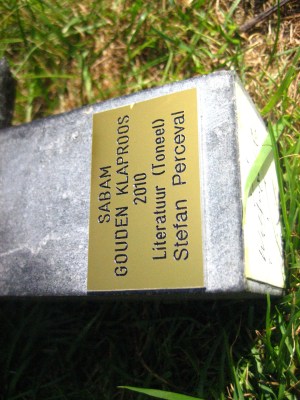 SABAM
GOUDEN KLAPROOS
2010
Literatuur (Toneel)
Stefan Perceval